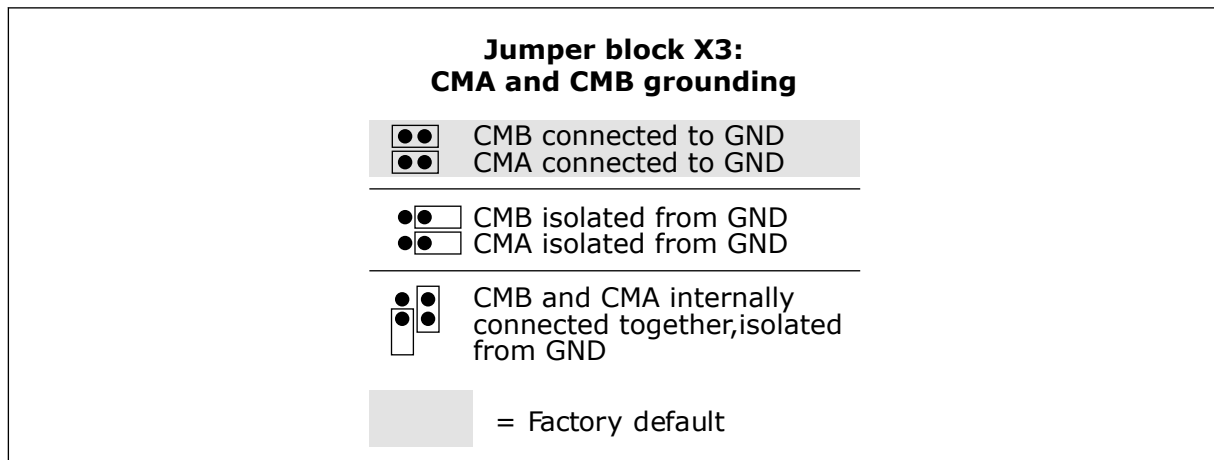 Jumper block X3:
CMA and CMB grounding
CMB connected to GND
CMA connected to GND
CMB isolated from GND
CMA isolated from GND
CMB and CMA internally
connected together,isolated
from GND
= Factory default